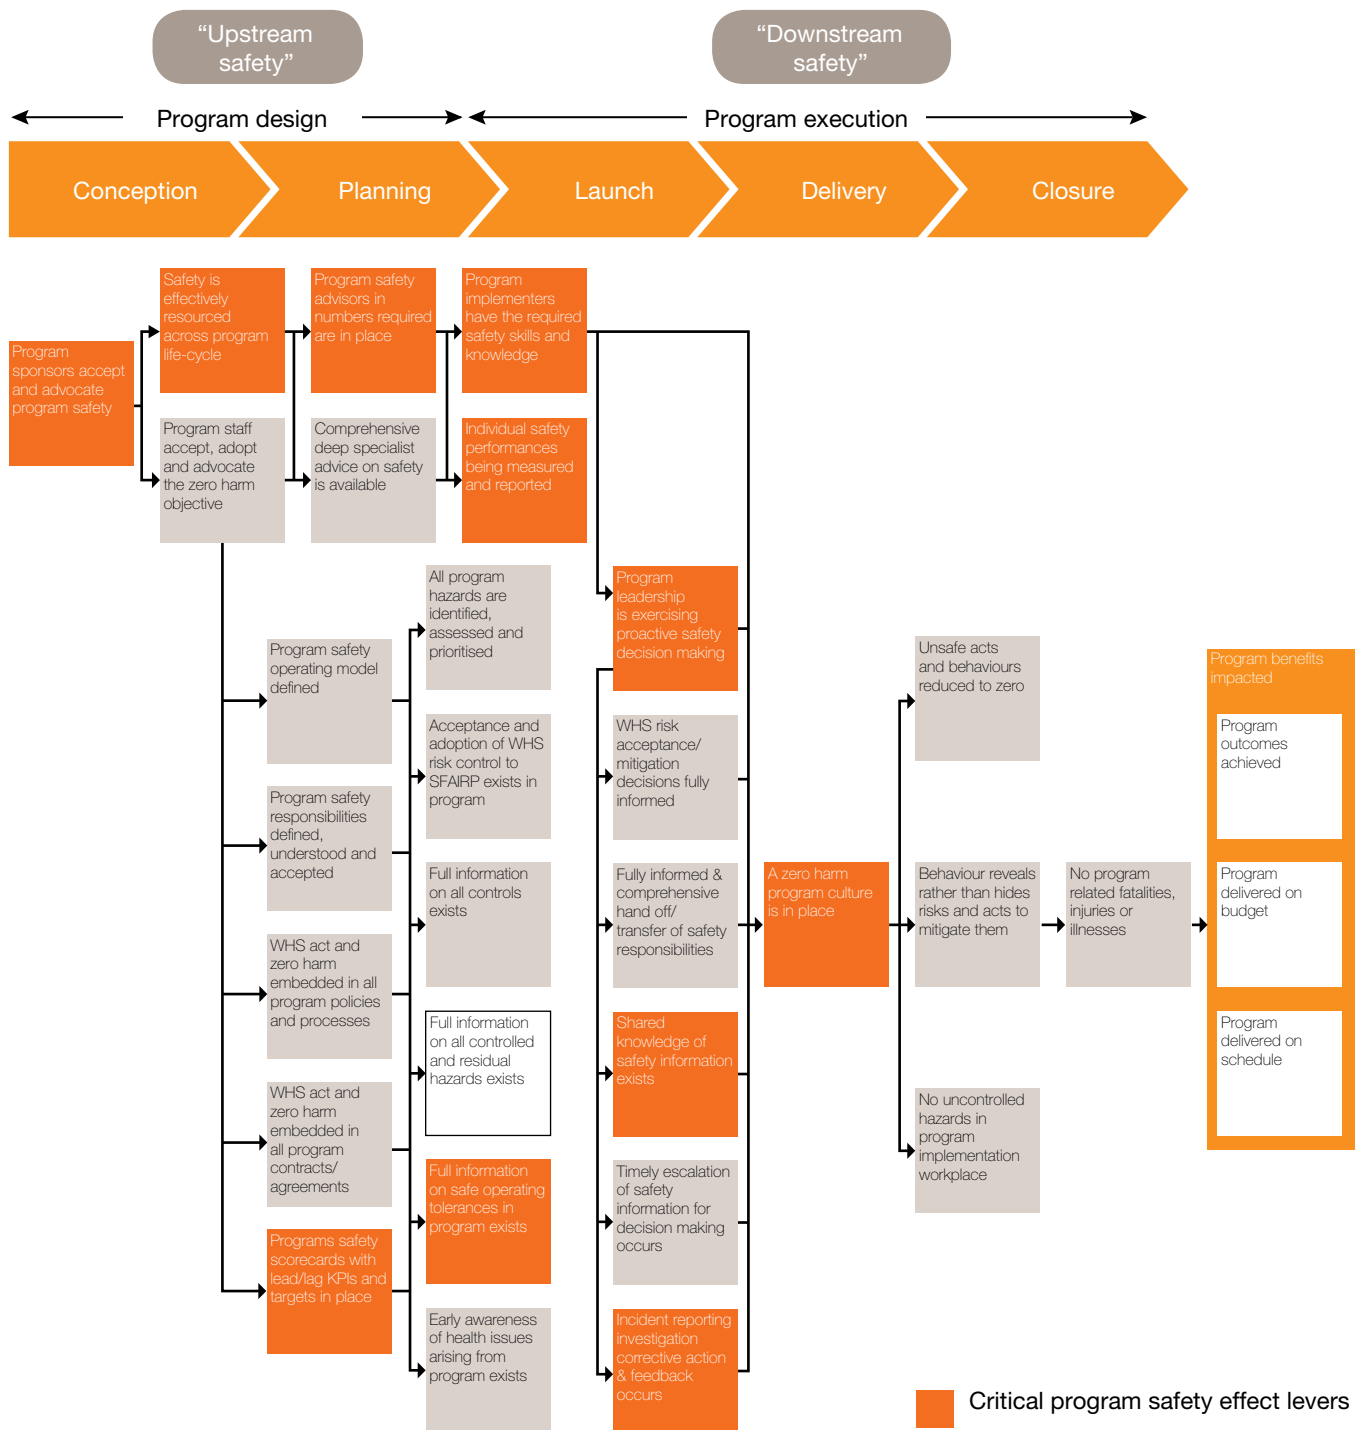 “Upstream
safety”
“Downstream
safety”
Program design
Program execution
Conception
Planning
Launch
Delivery
Closure
Program
sponsors accept
and advocate
program safety
Safety is
effectively
resourced
across program
life-cycle
Program staff
accept, adopt
and advocate
the zero harm
objective
Program safety
advisors in
numbers required
are in place
Comprehensive
deep specialist
advice on safety
is available
Program
implementers
have the required
safety skills and
knowledge
Individual safety
performances
being measured
and reported
Program safety
operating model
defined
Program safety
responsibilities
defined,
understood and
accepted
WHS act and
zero harm
embedded in all
program policies
and processes
WHS act and
zero harm
embedded in
all program
contracts/
agreements
Programs safety
scorecards with
lead/lag KPIs and
targets in place
All program
hazards are
identified,
assessed and
prioritised
Acceptance and
adoption of WHS
risk control to
SFAIRP exists in
program
Full information
on all controls
exists
Full information
on all controlled
and residual
hazards exists
Full information
on safe operating
tolerances in
program exists
Early awareness
of health issues
arising from
program exists
Program
leadership
is exercising
proactive safety
decision making
WHS risk
acceptance/
mitigation
decisions fully
informed
Fully informed &
comprehensive
hand off/
transfer of safety
responsibilities
Shared
knowledge of
safety information
exists
Timely escalation
of safety
information for
decision making
occurs
Incident reporting
investigation
corrective action
& feedback
occurs
A zero harm
program culture
is in place
Unsafe acts
and behaviours
reduced to zero
Behaviour reveals
rather than hides
risks and acts to
mitigate them
No uncontrolled
hazards in
program
implementation
workplace
No program
related fatalities,
injuries or
illnesses
Program benefits
impacted
Program
outcomes
achieved
Program
delivered on
budget
Program
delivered on
schedule
Critical program safety effect levers